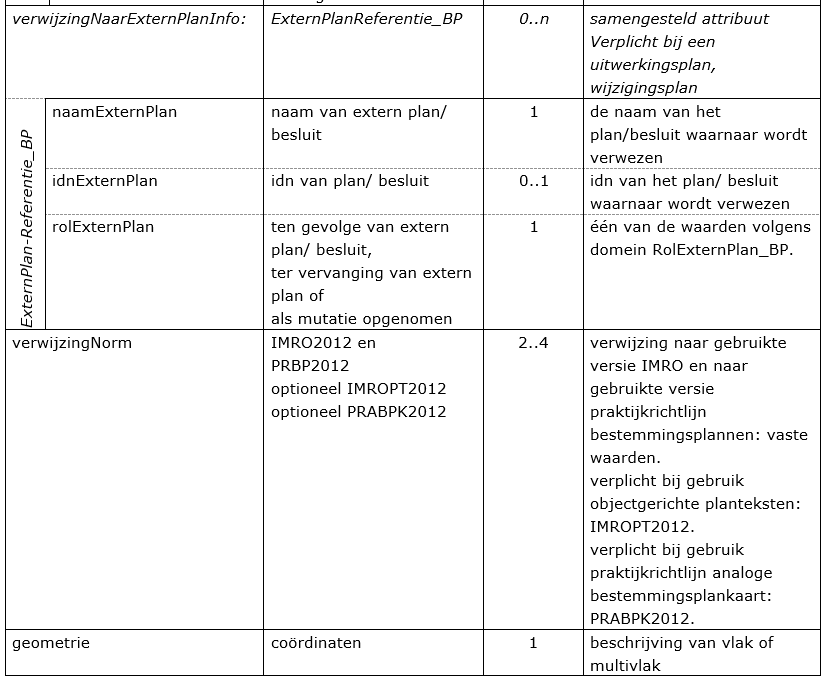 verwijzingNaarExternPlanInfo:
ExternPlanReferentie_BP
0..n
samengesteld attribuut
Verplicht bij een
uitwerkingsplan,
wijzigingsplan
ExternPlan-Referentie_BP
naamExternPlan
naam van extern plan/
besluit
1
de naam van het
plan/besluit waarnaar wordt
verwezen
idnExternPlan
idn van plan/ besluit
0..1
idn van het plan/ besluit
waarnaar wordt verwezen
rolExternPlan
ten gevolge van extern
plan/ besluit,
ter vervanging van extern
plan of
als mutatie opgenomen
1
één van de waarden volgens
domein RolExternPlan_BP.
verwijzingNorm
IMRO2012 en
PRBP2012
optioneel IMROPT2012
optioneel PRABPK2012
2..4
verwijzing naar gebruikte
versie IMRO en naar
gebruikte versie
praktijkrichtlijn
bestemmingsplannen: vaste
waarden.
verplicht bij gebruik
objectgerichte planteksten:
IMROPT2012.
verplicht bij gebruik
praktijkrichtlijn analoge
bestemmingsplankaart:
PRABPK2012.
geometrie
coördinaten
1
beschrijving van vlak of
multivlak